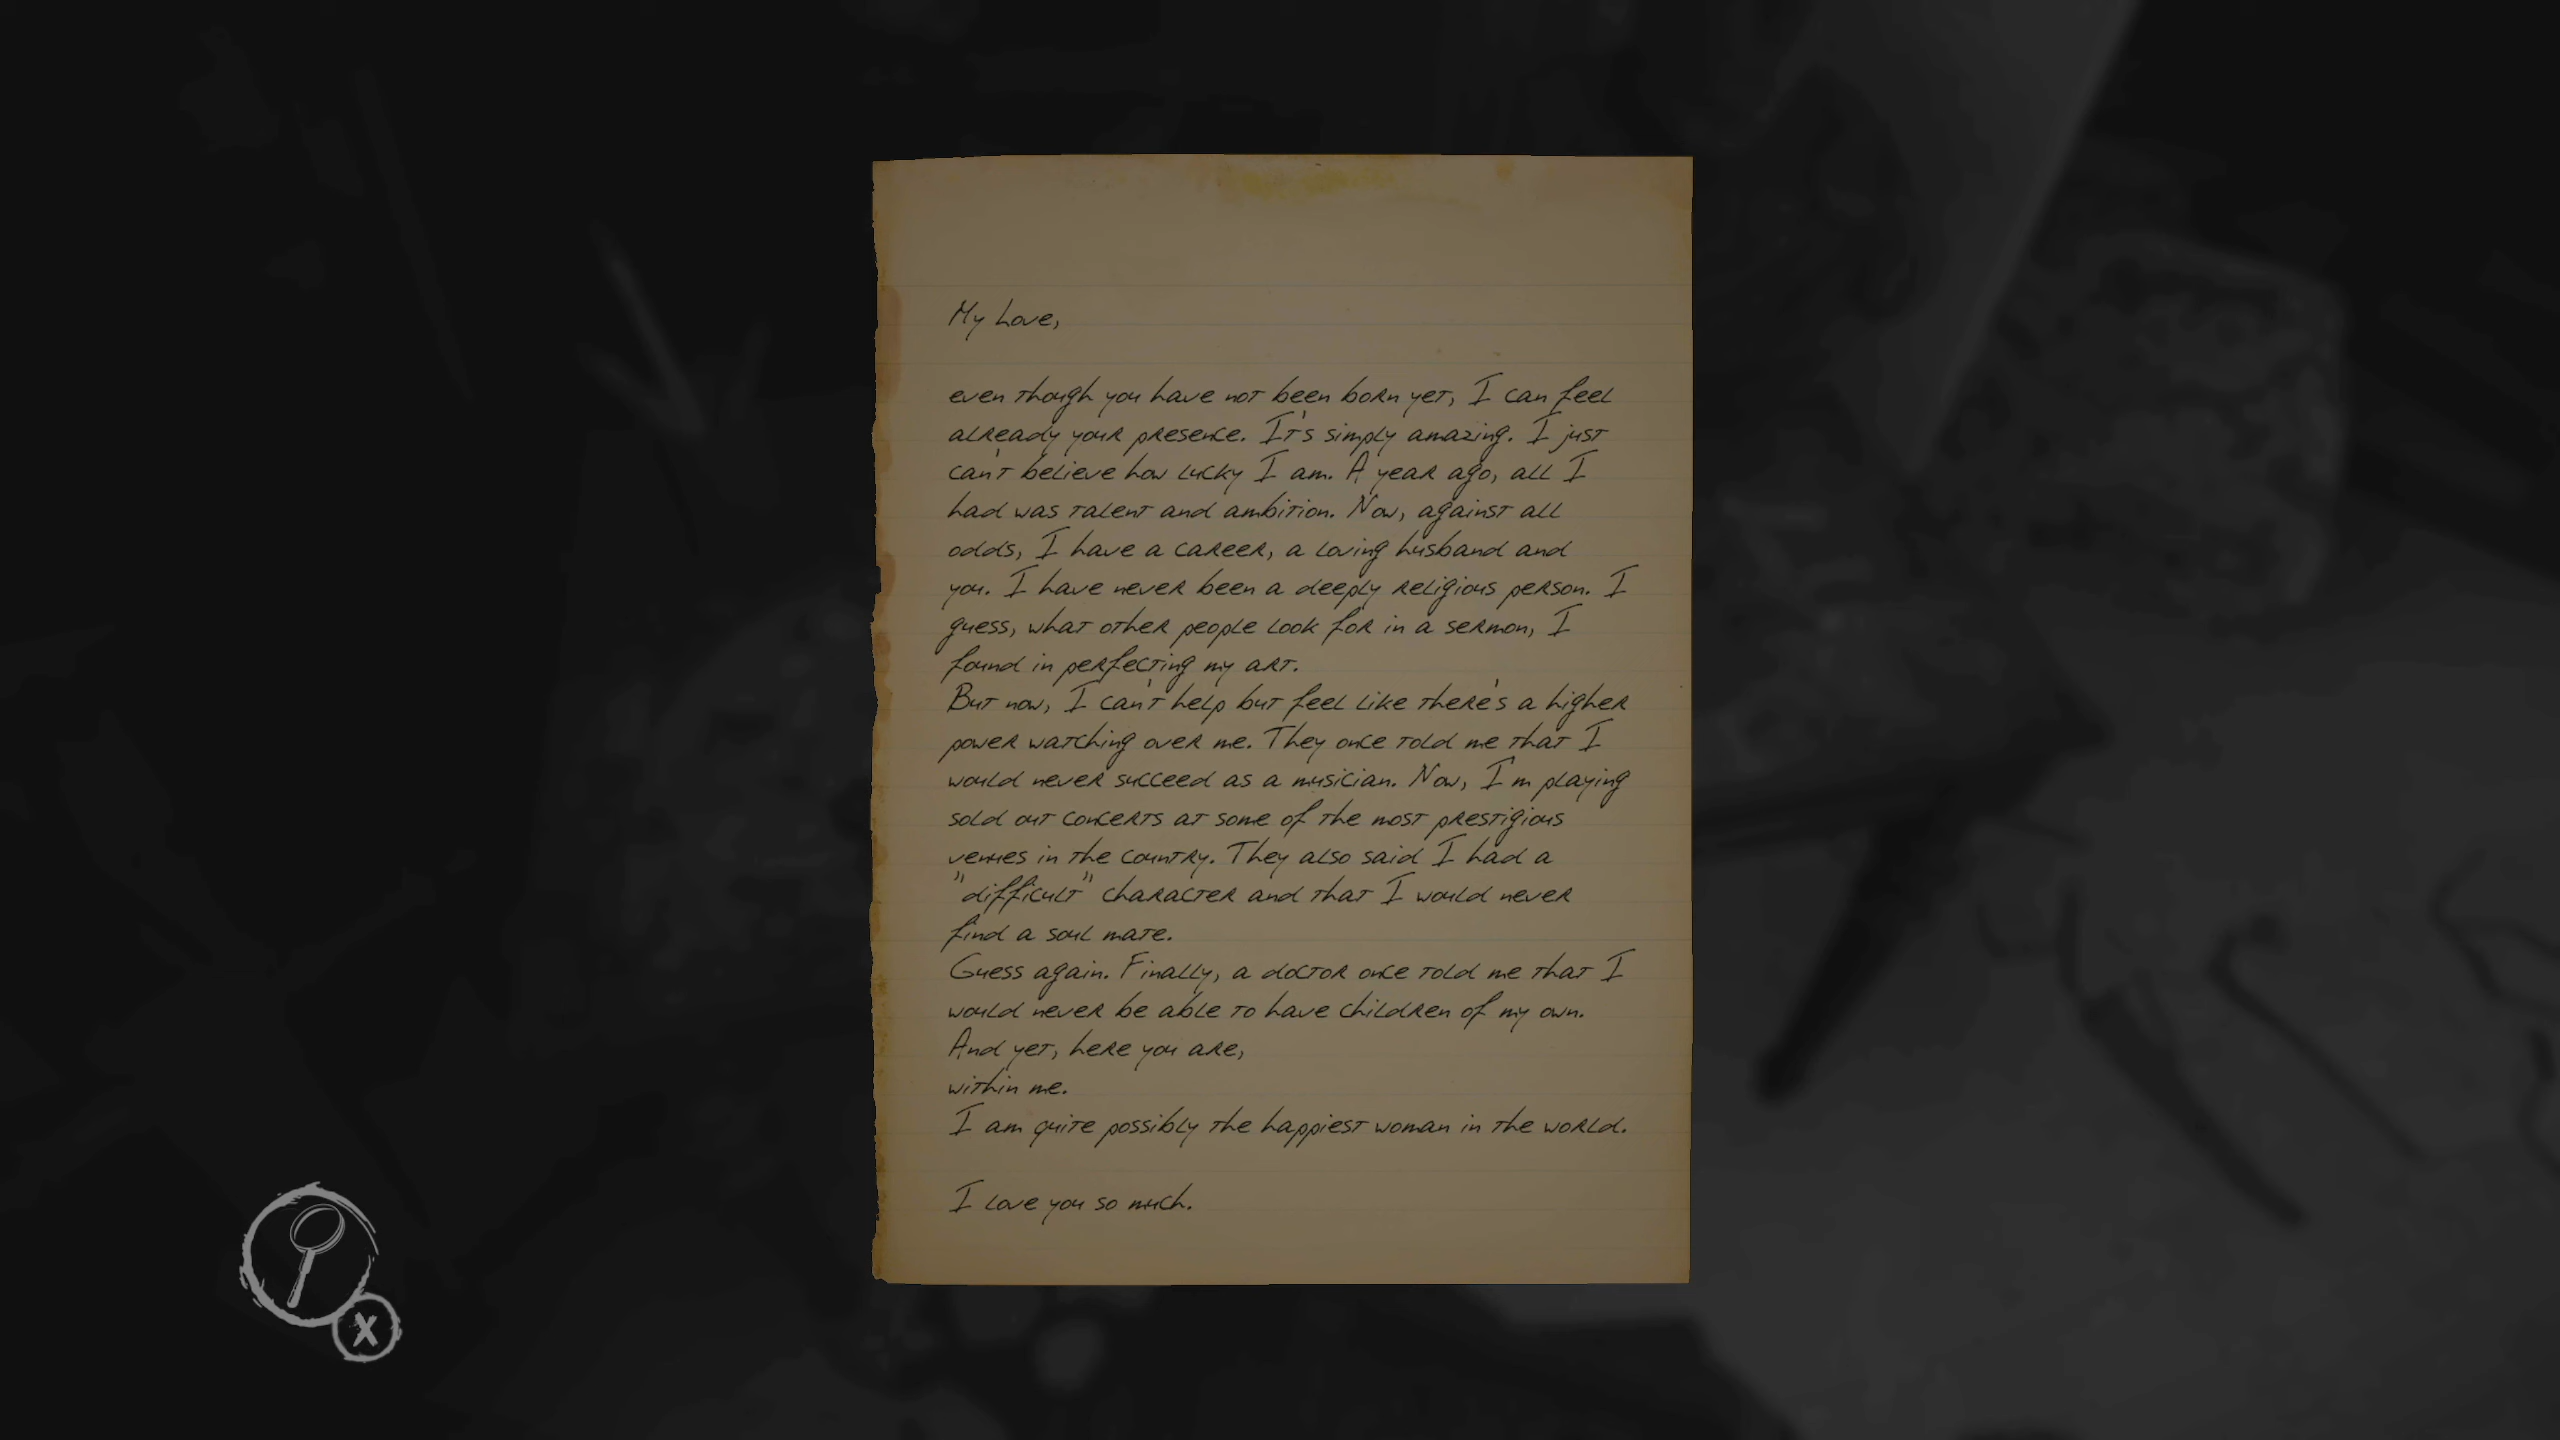 My Love,
even though you have not been born yet, I can feel
already your presence. It's simply amazing. I just
can't believe how lucky I am. A year ago, all I
had was talent and ambition. Now, against all
odds, I have a career, a loving husband and
you. I have never been a deeply religious person. I
guess, what other people look for in a sermon, I
found in perfecting my art.
But now, I can't help but feel like there's a higher
power watching over me. They once told me that I
would never succeed as a musician. Now, I'm playing
sold out concerts at some of the most prestigious
venues in the country. They also said I had a
"difficult" character and that I would never
find a soul mate.
Guess again. Finally, a doctor once told me that I
would never be able to have children of my own.
And yet, here you are,
within me.
I am quite possibly the happiest woman in the world.
I love you so much.
X